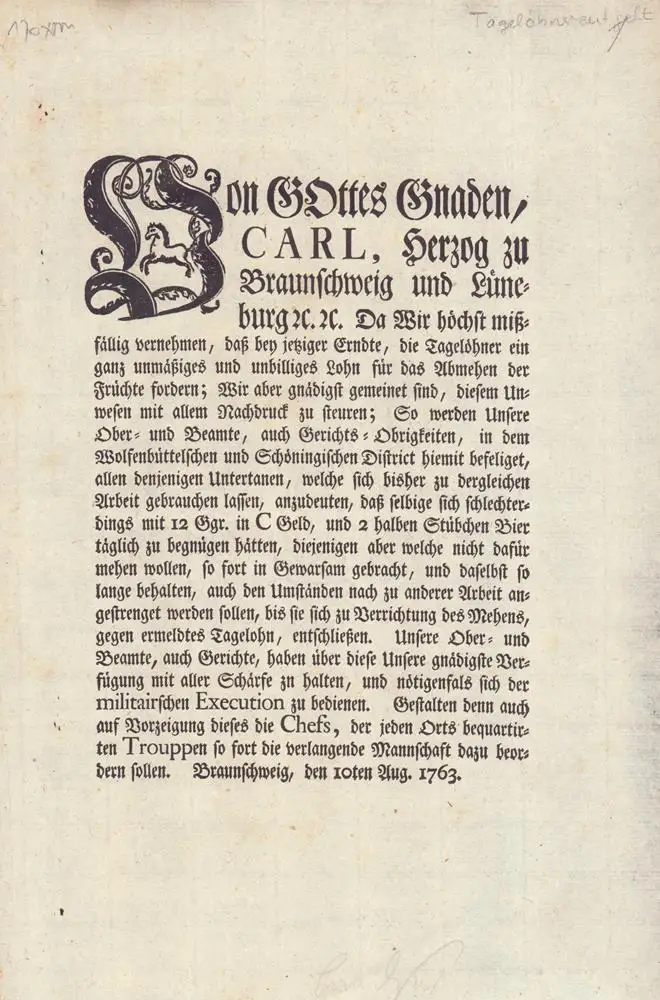 Tagelöhner
Von GOttes Gnaden,
CARL, Herzog zu
Braunschweig und Lüne-
burg ꝛc. ꝛc. Da Wir höchst miß-
fällig vernehmen, daß bey jetziger Erndte, die Tagelöhner ein
ganz unmäßiges und unbilliges Lohn für das Abmehen der
Früchte fordern; Wir aber gnädigst gemeinet sind, diesem Un-
wesen mit allem Nachdruck zu steuren; So werden Unsere
Ober- und Beamte, auch Gerichts-Obrigkeiten, in dem
Wolfenbüttelschen und Schöningischen District hiemit befeliget,
allen denjenigen Untertanen, welche sich bisher zu dergleichen
Arbeit gebrauchen lassen, anzudeuten, daß selbige sich schlechter-
dings mit 12 Ggr. in C Geld, und 2 halben Stübchen Bier
täglich zu begnügen hätten, diejenigen aber welche nicht dafür
mehen wollen, so fort in Gewarsam gebracht, und daselbst so
lange behalten, auch den Umständen nach zu anderer Arbeit an-
gestrenget werden sollen, bis sie sich zu Verrichtung des Mehens,
gegen ermeldtes Tagelohn, entschließen. Unsere Ober- und
Beamte, auch Gerichte, haben über diese Unsere gnädigste Ver-
fügung mit aller Schärfe zu halten, und nötigenfals sich der
militairschen Execution zu bedienen. Gestalten denn auch
auf Vorzeigung dieses die Chefs, der jeden Orts bequartir-
ten Trouppen so fort die verlangende Mannschaft dazu beor-
dern sollen. Braunschweig, den 10ten Aug. 1763.